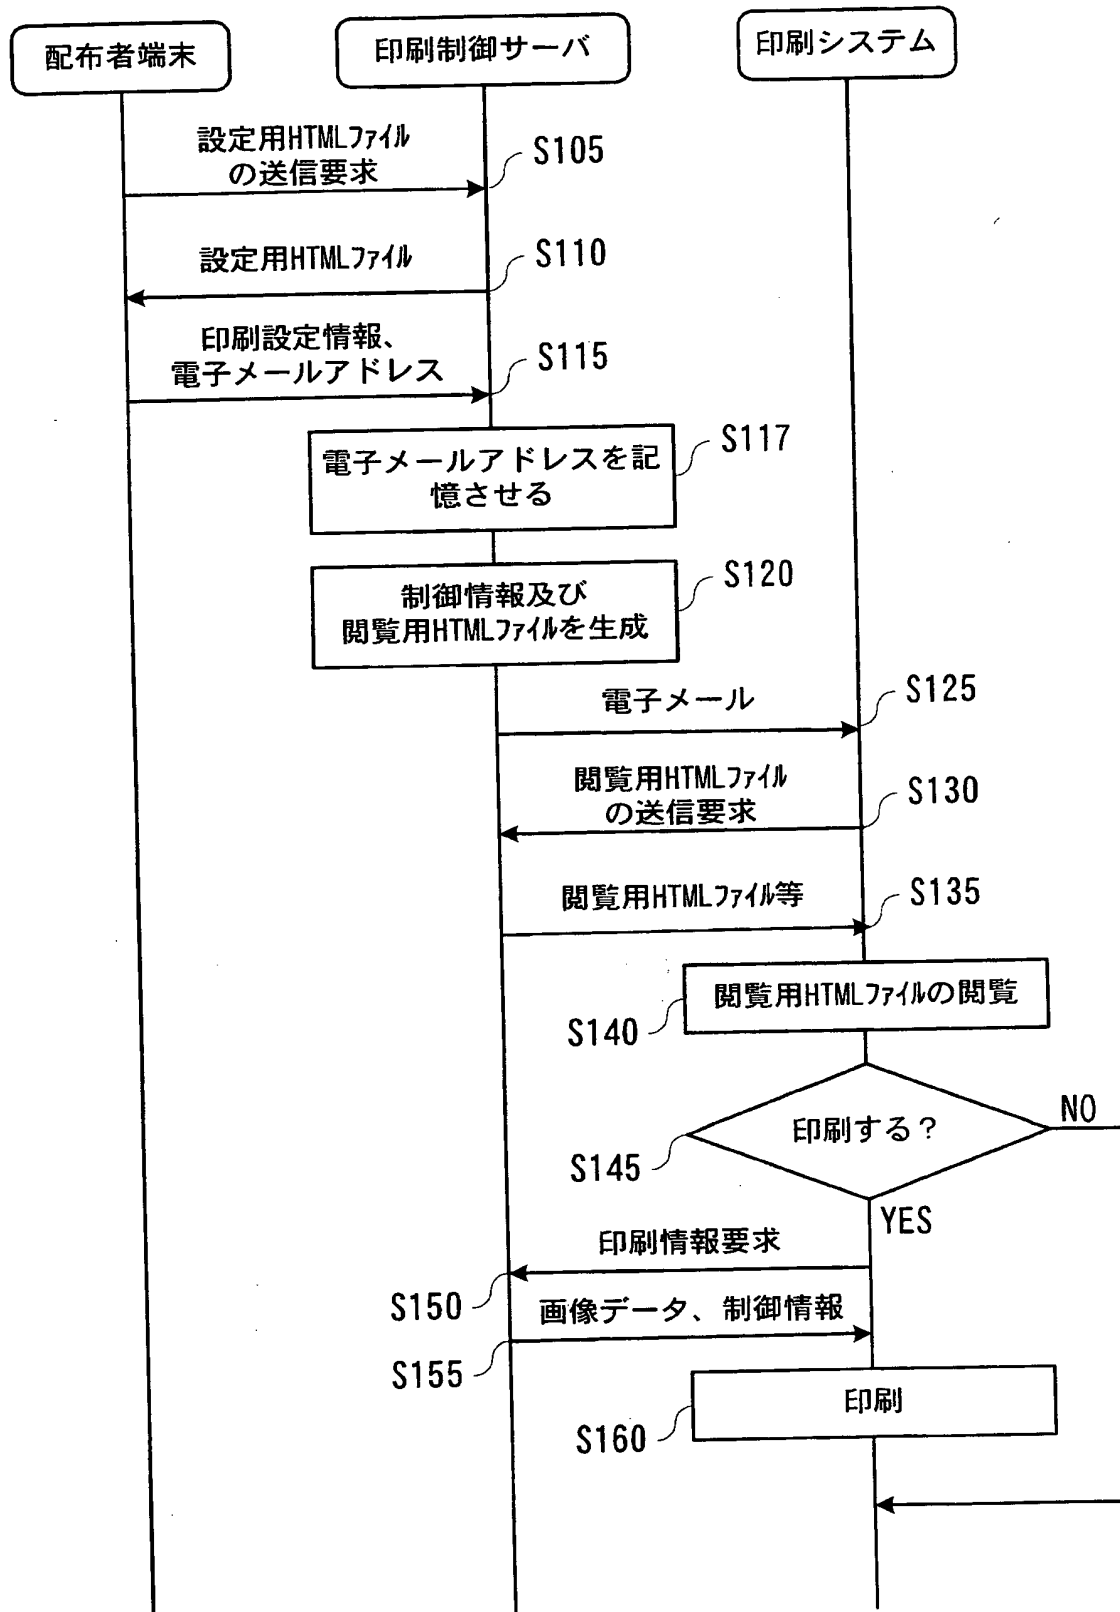 配布者端末
印刷制御サーバ
印刷システム
設定用HTMLファイル
の送信要求
S105
設定用HTMLファイル
S110
印刷設定情報、
電子メールアドレス
S115
電子メールアドレスを記
憶させる
S117
制御情報及び
閲覧用HTMLファイルを生成
S120
電子メール
S125
閲覧用HTMLファイル
の送信要求
S130
閲覧用HTMLファイル等
S135
閲覧用HTMLファイルの閲覧
S140
印刷する？
NO
S145
YES
印刷情報要求
S150
画像データ、制御情報
S155
印刷
S160